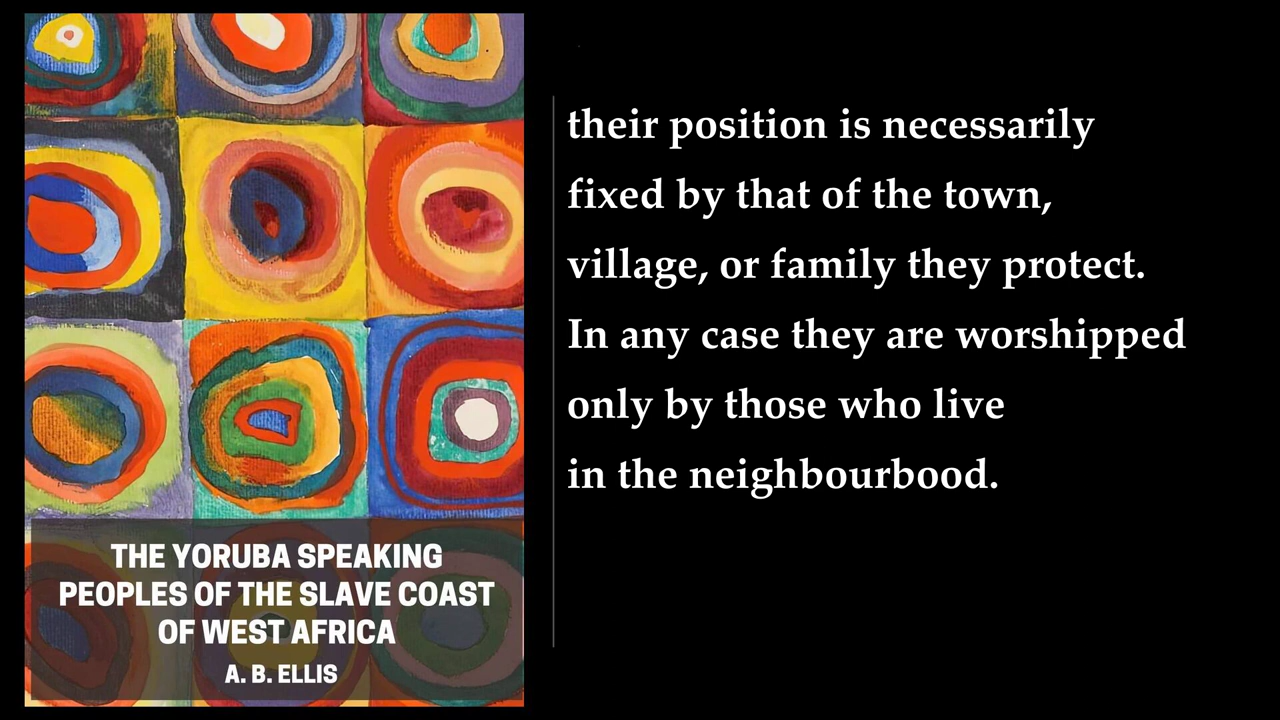 THE YORUBA SPEAKING
PEOPLES OF THE SLAVE COAST
OF WEST AFRICA
A. B. ELLIS
their position is necessarily
fixed by that of the town,
village, or family they protect.
In any case they are worshipped
only by those who live
in the neighbourbood.